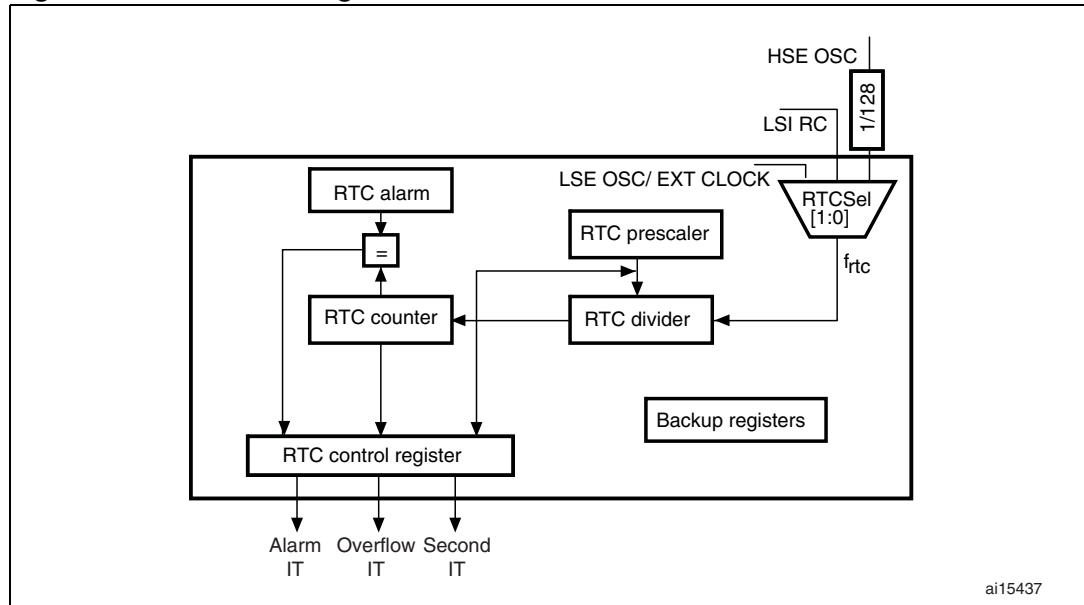 HSE OSC
1/128
LSI RC
LSE OSC/ EXT CLOCK
RTCSel
[1:0]
RTC alarm
RTC prescaler
=
frtc
RTC counter
RTC divider
Backup registers
RTC control register
Alarm
IT
Overflow
IT
Second
IT
ai15437